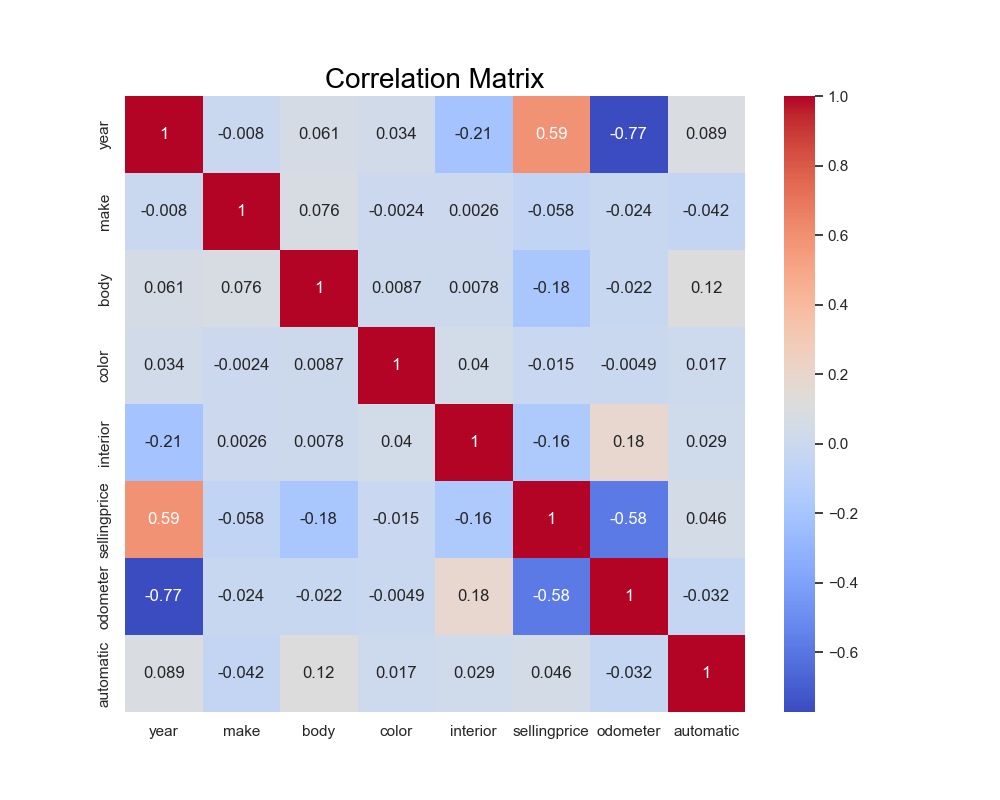 Correlation Matrix
year 1 -0.008 0.061 0.034 -0.21 0.59 -0.77 0.089
make -0.008 1 0.076 -0.0024 0.0026 -0.058 -0.024 -0.042
body 0.061 0.076 1 0.0087 0.0078 -0.18 -0.022 0.12
color 0.034 -0.0024 0.0087 1 0.04 -0.015 -0.0049 0.017
interior -0.21 0.0026 0.0078 0.04 1 -0.16 0.18 0.029
sellingprice 0.59 -0.058 -0.18 -0.015 -0.16 1 -0.58 0.046
odometer -0.77 -0.024 -0.022 -0.0049 0.18 -0.58 1 -0.032
automatic 0.089 -0.042 0.12 0.017 0.029 0.046 -0.032 1
year make body color interior sellingprice odometer automatic
1.0
0.8
0.6
0.4
0.2
0.0
−0.2
−0.4
−0.6